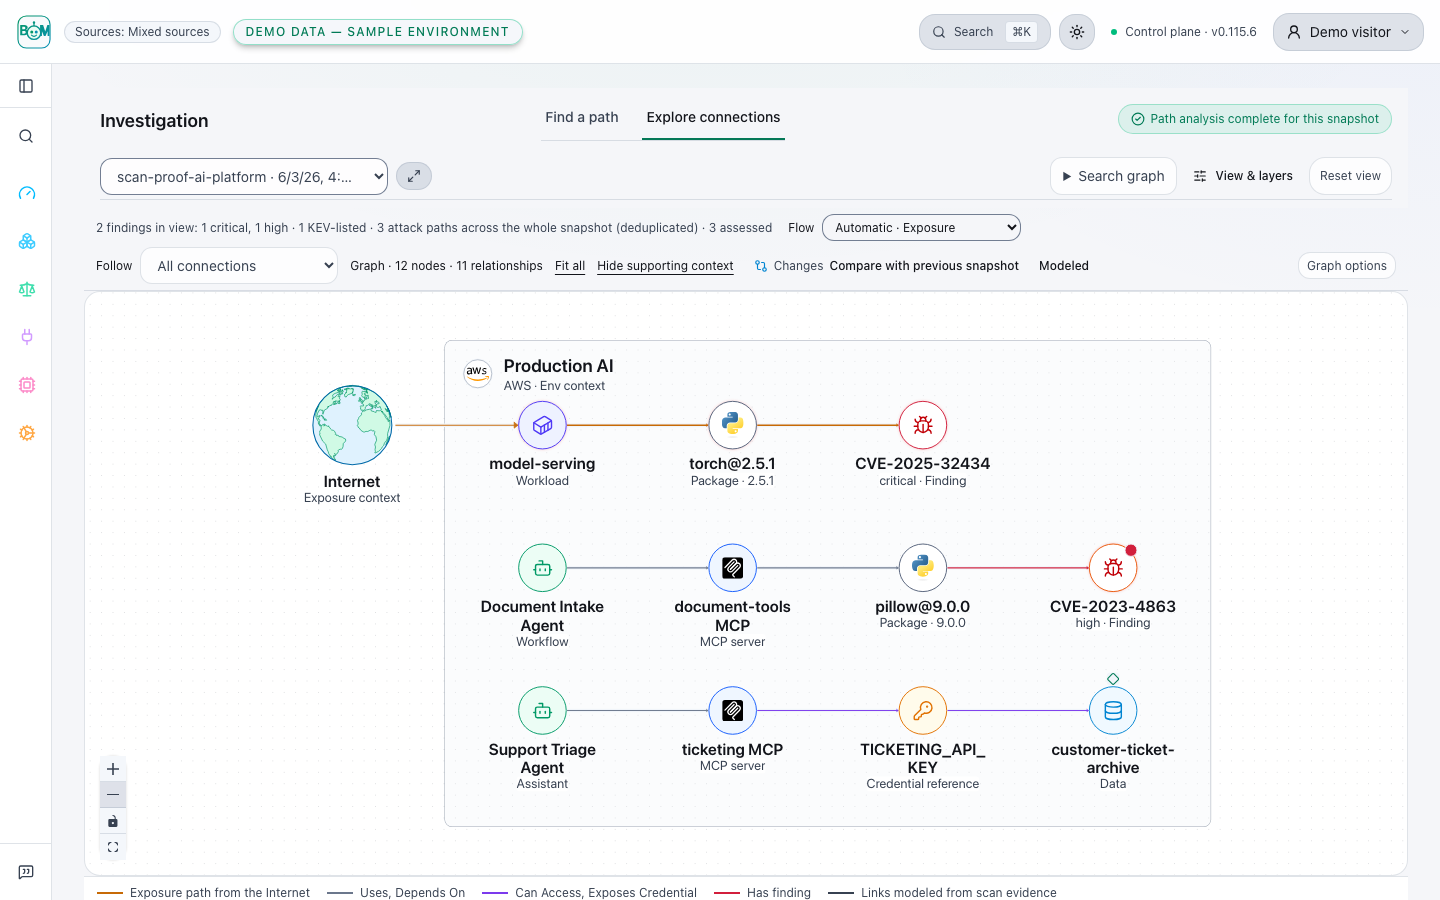 BOM
Sources: Mixed sources
DEMO DATA — SAMPLE ENVIRONMENT
Search ⌘K
Control plane · v0.115.6
Demo visitor
Investigation
Find a path
Explore connections
Path analysis complete for this snapshot
scan-proof-ai-platform · 6/3/26, 4:...
Search graph
View & layers
Reset view
2 findings in view: 1 critical, 1 high · 1 KEV-listed · 3 attack paths across the whole snapshot (deduplicated) · 3 assessed
Flow
Automatic · Exposure
Follow
All connections
Graph · 12 nodes · 11 relationships
Fit all
Hide supporting context
Changes
Compare with previous snapshot
Modeled
Graph options
aws
Production AI
AWS · Env context
Internet
Exposure context
model-serving
Workload
torch@2.5.1
Package · 2.5.1
CVE-2025-32434
critical · Finding
Document Intake
Agent
Workflow
document-tools
MCP
MCP server
pillow@9.0.0
Package · 9.0.0
CVE-2023-4863
high · Finding
Support Triage
Agent
Assistant
ticketing MCP
MCP server
TICKETING_API_
KEY
Credential reference
customer-ticket-
archive
Data
Exposure path from the Internet
Uses, Depends On
Can Access, Exposes Credential
Has finding
Links modeled from scan evidence